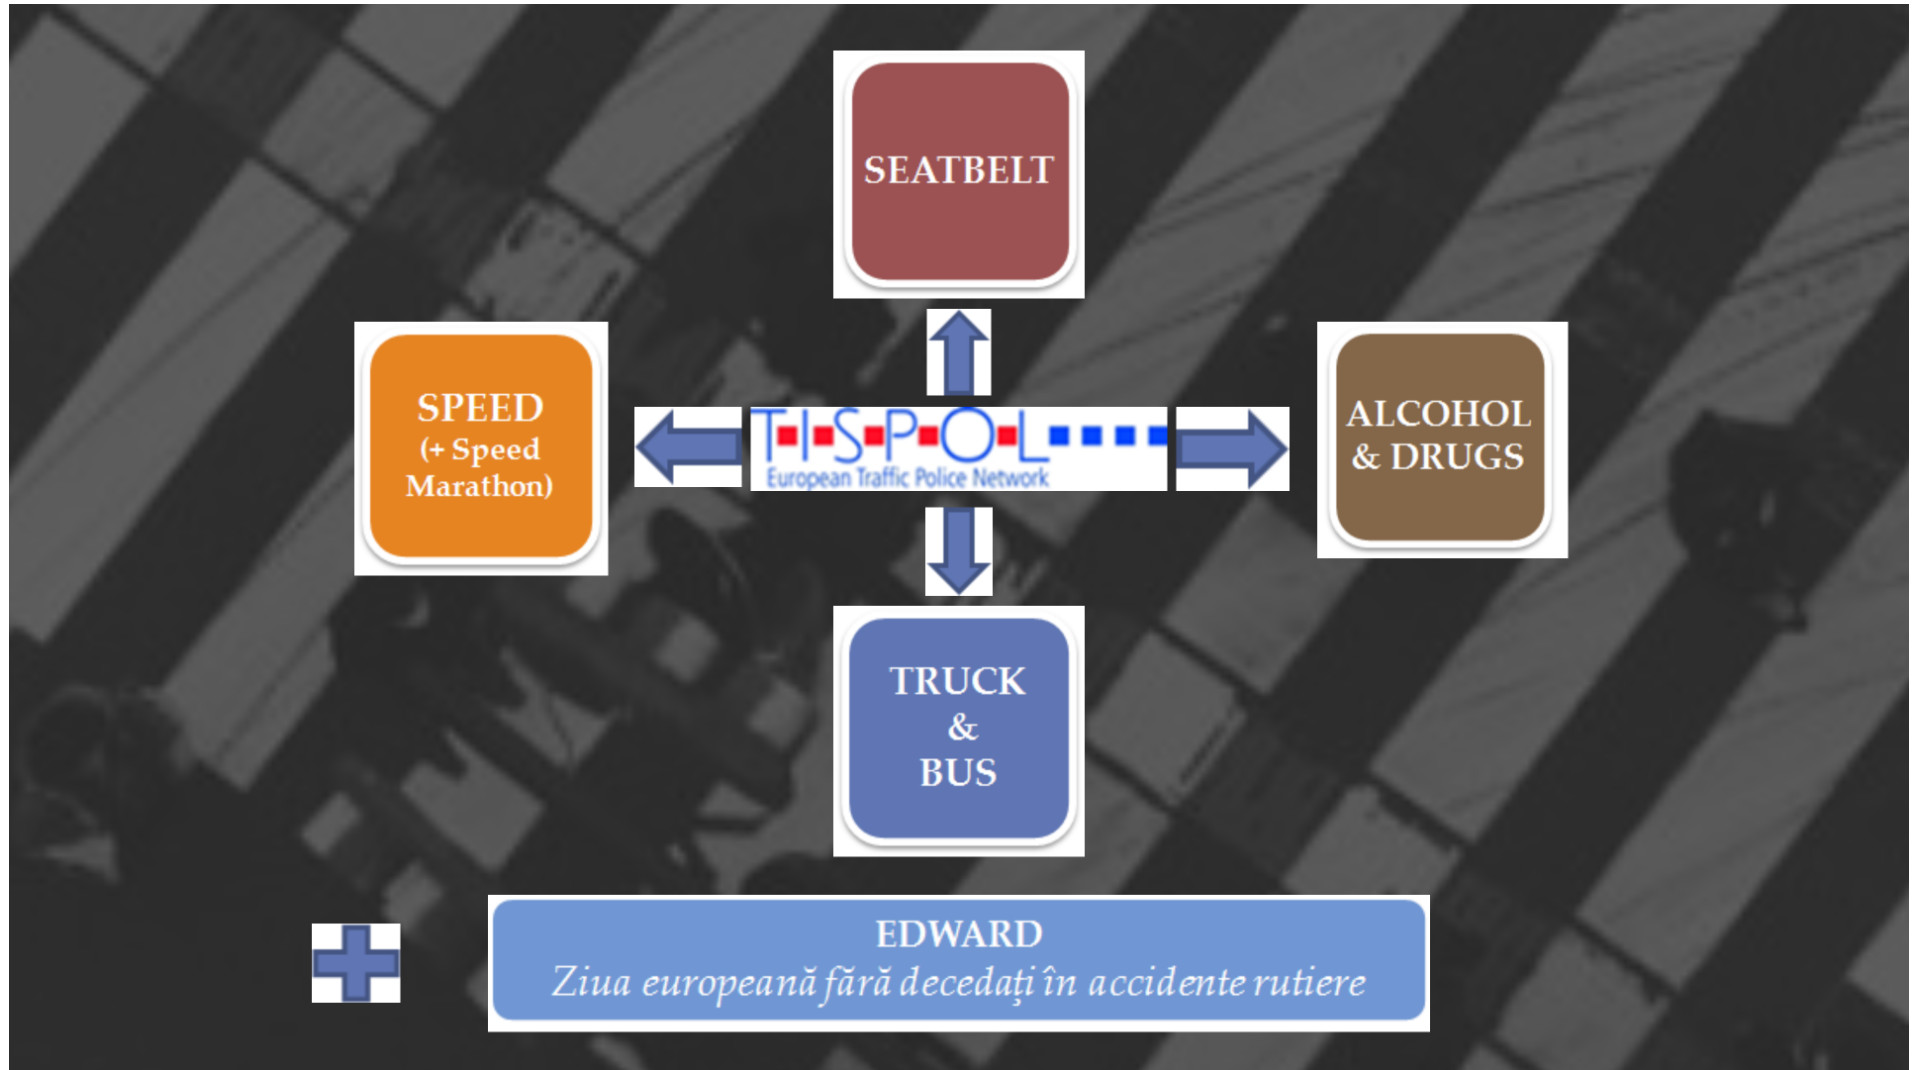 SEATBELT
SPEED
(+ Speed
Marathon)
T·I·S·P·O·L
European Traffic Police Network
ALCOHOL
& DRUGS
TRUCK
&
BUS
EDWARD
Ziua europeană fără decedați în accidente rutiere